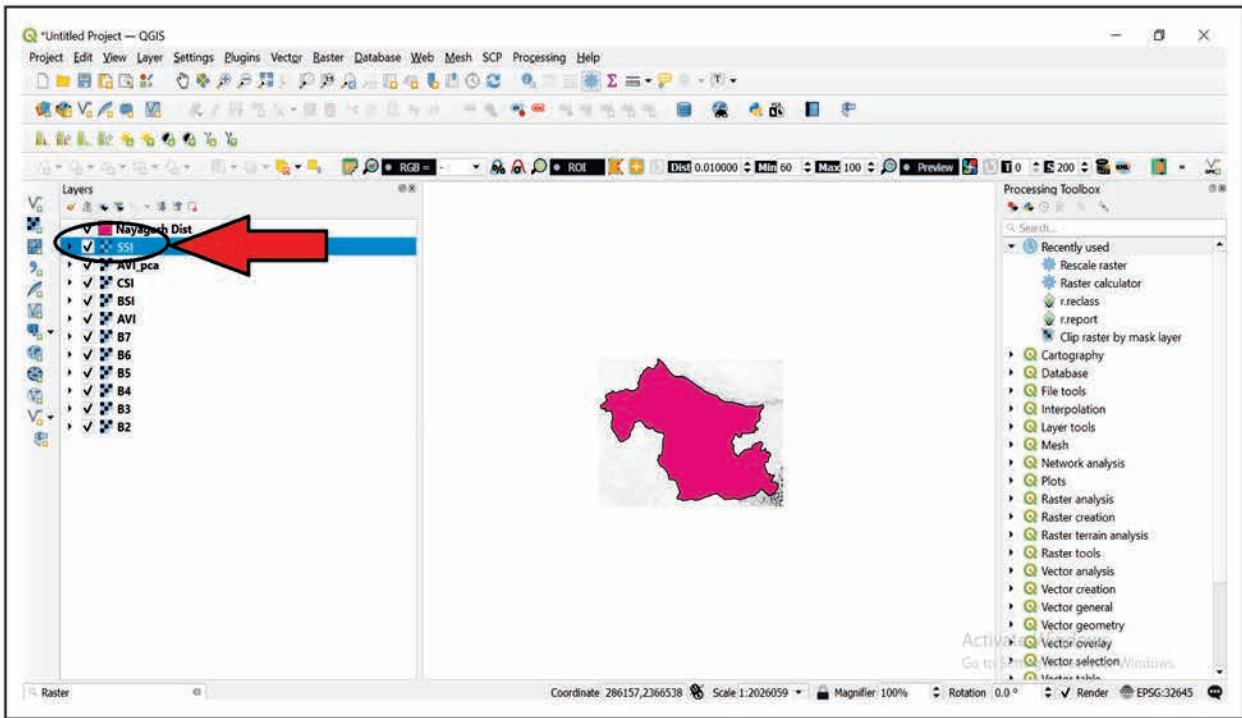 *Untitled Project — QGIS
Project Edit View Layer Settings Plugins Vector Raster Database Web Mesh SCP Processing Help
RGB = - ROI Dist 0.010000 Min 60 Max 100 Preview T 0 S 200
Layers
Nayagarh Dist
SSI
AVI_pca
CSI
BSI
AVI
B7
B6
B5
B4
B3
B2
Processing Toolbox
Search...
Recently used
Rescale raster
Raster calculator
r.reclass
r.report
Clip raster by mask layer
Cartography
Database
File tools
Interpolation
Layer tools
Mesh
Network analysis
Plots
Raster analysis
Raster creation
Raster terrain analysis
Raster tools
Vector analysis
Vector creation
Vector general
Vector geometry
Vector overlay
Vector selection
Vector table
Raster
Coordinate 286157,2366538 Scale 1:2026059 Magnifier 100% Rotation 0.0 ° Render EPSG:32645